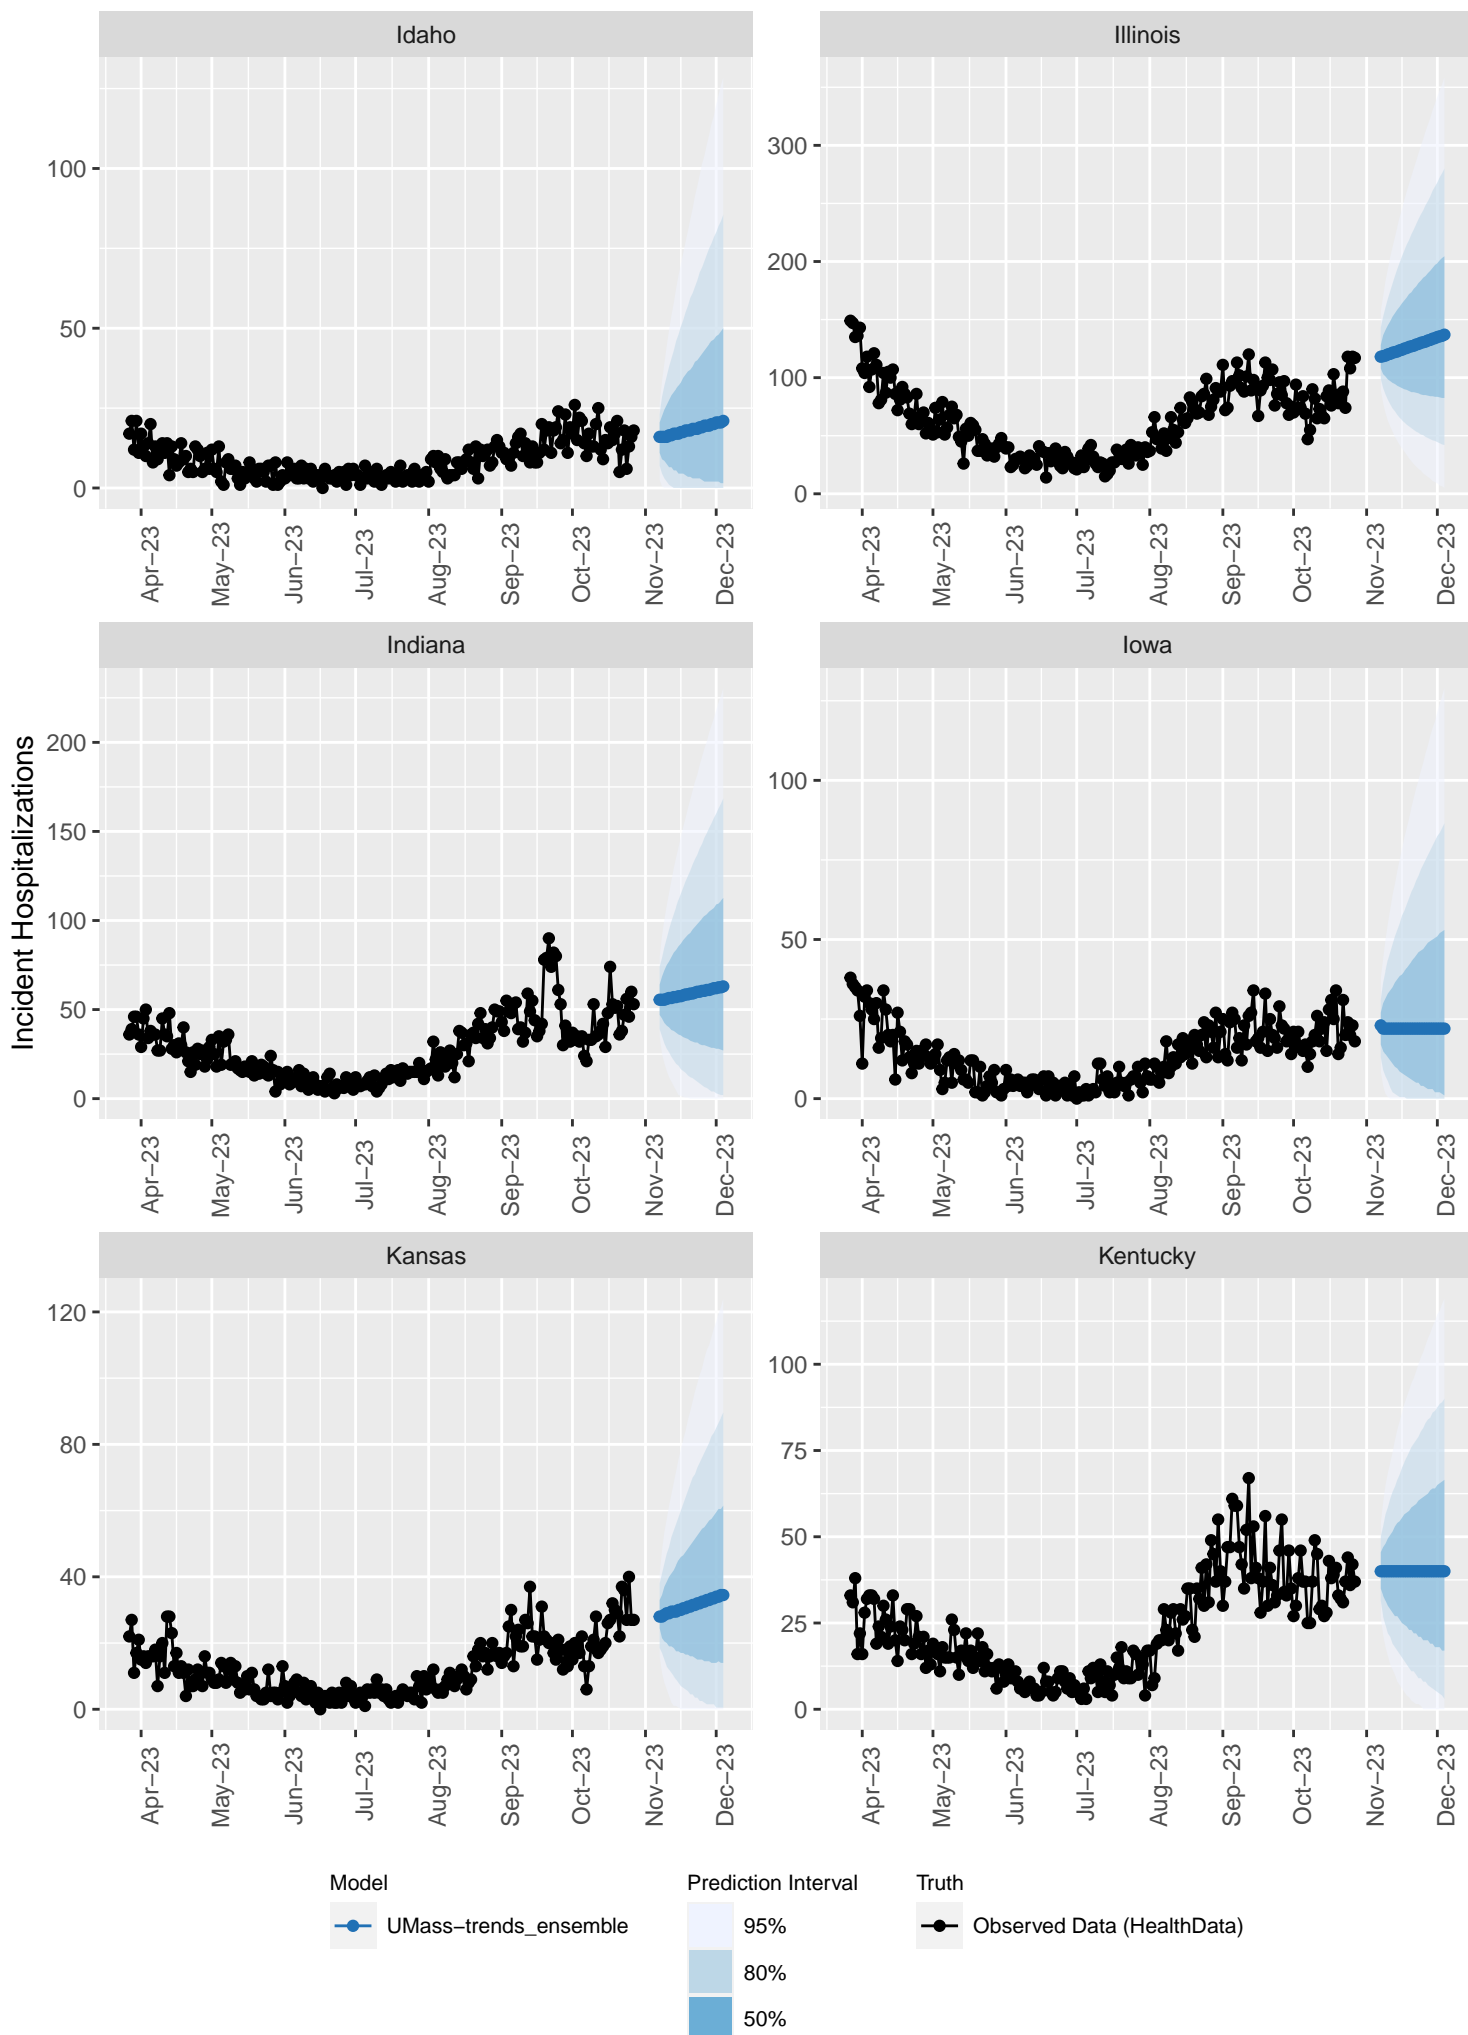 Idaho
Illinois
100
50
0
300
200
100
0
Apr−23
May−23
Jun−23
Jul−23
Aug−23
Sep−23
Oct−23
Nov−23
Dec−23
Apr−23
May−23
Jun−23
Jul−23
Aug−23
Sep−23
Oct−23
Nov−23
Dec−23
Indiana
Iowa
Incident Hospitalizations
200
150
100
50
0
100
50
0
Apr−23
May−23
Jun−23
Jul−23
Aug−23
Sep−23
Oct−23
Nov−23
Dec−23
Apr−23
May−23
Jun−23
Jul−23
Aug−23
Sep−23
Oct−23
Nov−23
Dec−23
Kansas
Kentucky
120
80
40
0
100
75
50
25
0
Apr−23
May−23
Jun−23
Jul−23
Aug−23
Sep−23
Oct−23
Nov−23
Dec−23
Apr−23
May−23
Jun−23
Jul−23
Aug−23
Sep−23
Oct−23
Nov−23
Dec−23
Model
UMass−trends_ensemble
Prediction Interval
95%
80%
50%
Truth
Observed Data (HealthData)